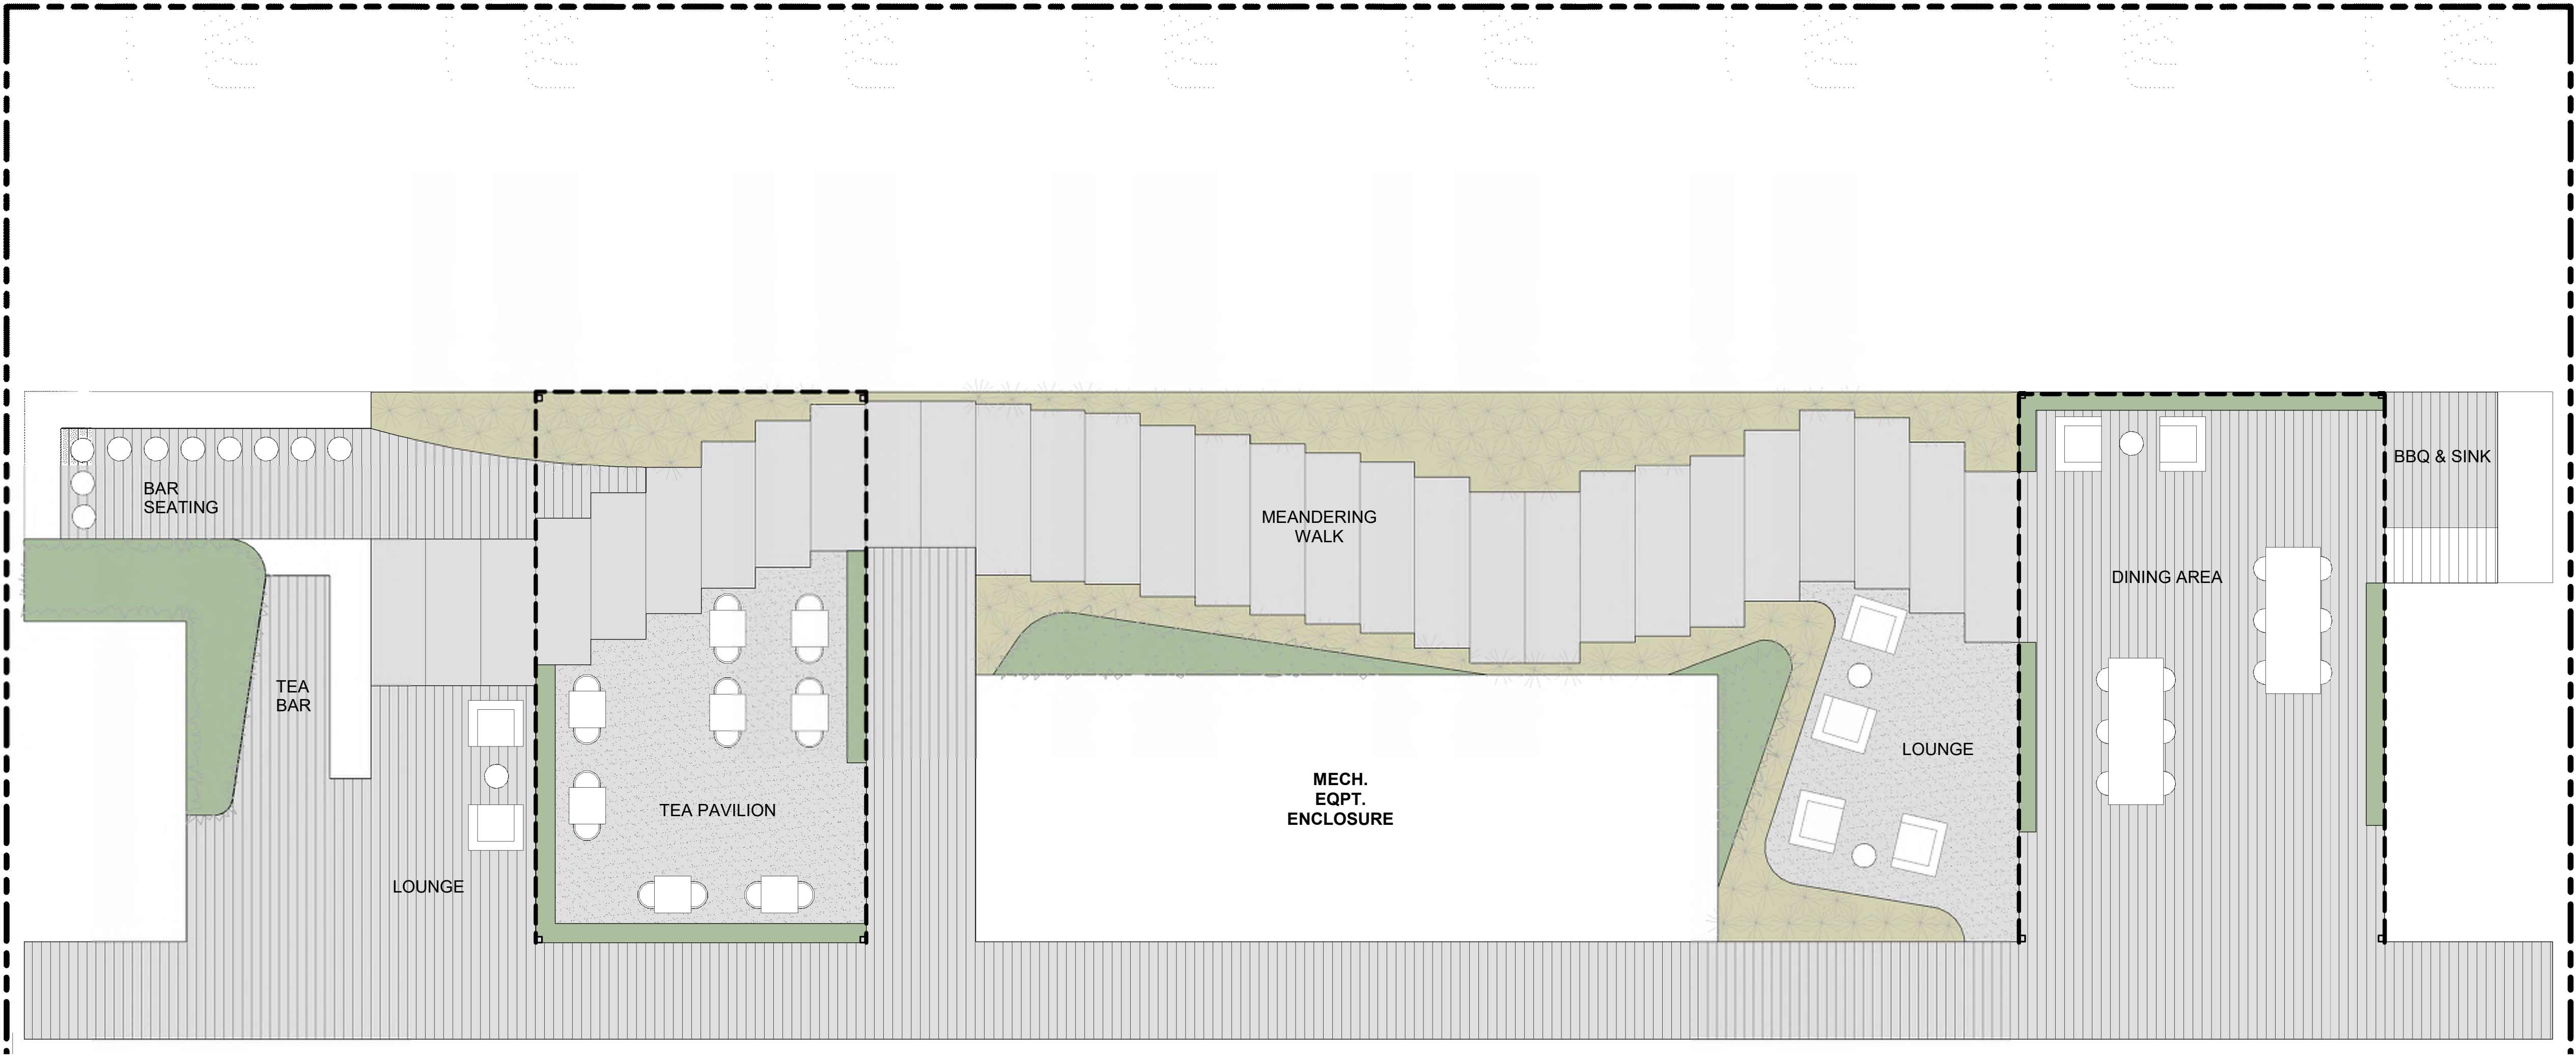 BAR
SEATING
TEA
BAR
LOUNGE
TEA PAVILION
MEANDERING
WALK
MECH.
EQPT.
ENCLOSURE
LOUNGE
DINING AREA
BBQ & SINK